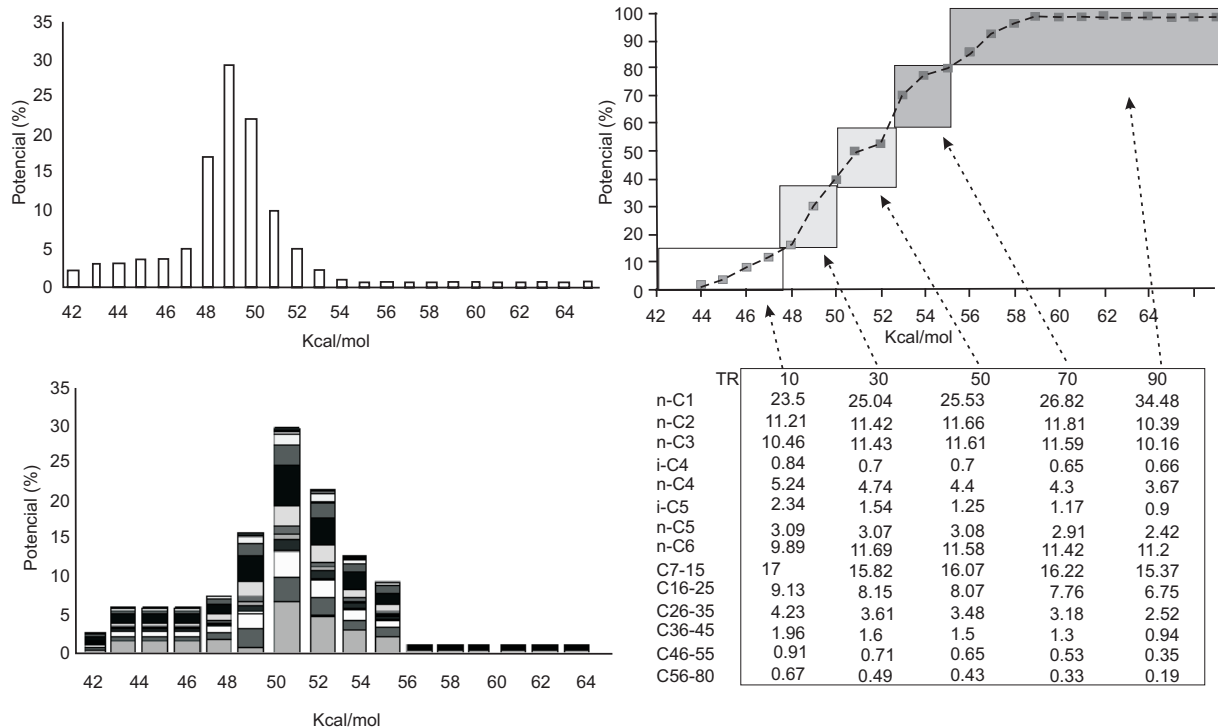 35
30
25
20
15
10
5
0
Potencial (%)
42 44 46 48 50 52 54 56 58 60 62 64
Kcal/mol
100
90
80
70
60
50
40
30
20
10
0
Potencial (%)
42 44 46 48 50 52 54 56 58 60 62 64
Kcal/mol
35
30
25
20
15
10
5
0
Potencial (%)
42 44 46 48 50 52 54 56 58 60 62 64
Kcal/mol
TR 10 30 50 70 90
n-C1 23.5 25.04 25.53 26.82 34.48
n-C2 11.21 11.42 11.66 11.81 10.39
n-C3 10.46 11.43 11.61 11.59 10.16
i-C4 0.84 0.7 0.7 0.65 0.66
n-C4 5.24 4.74 4.4 4.3 3.67
i-C5 2.34 1.54 1.25 1.17 0.9
n-C5 3.09 3.07 3.08 2.91 2.42
n-C6 9.89 11.69 11.58 11.42 11.2
C7-15 17 15.82 16.07 16.22 15.37
C16-25 9.13 8.15 8.07 7.76 6.75
C26-35 4.23 3.61 3.48 3.18 2.52
C36-45 1.96 1.6 1.5 1.3 0.94
C46-55 0.91 0.71 0.65 0.53 0.35
C56-80 0.67 0.49 0.43 0.33 0.19